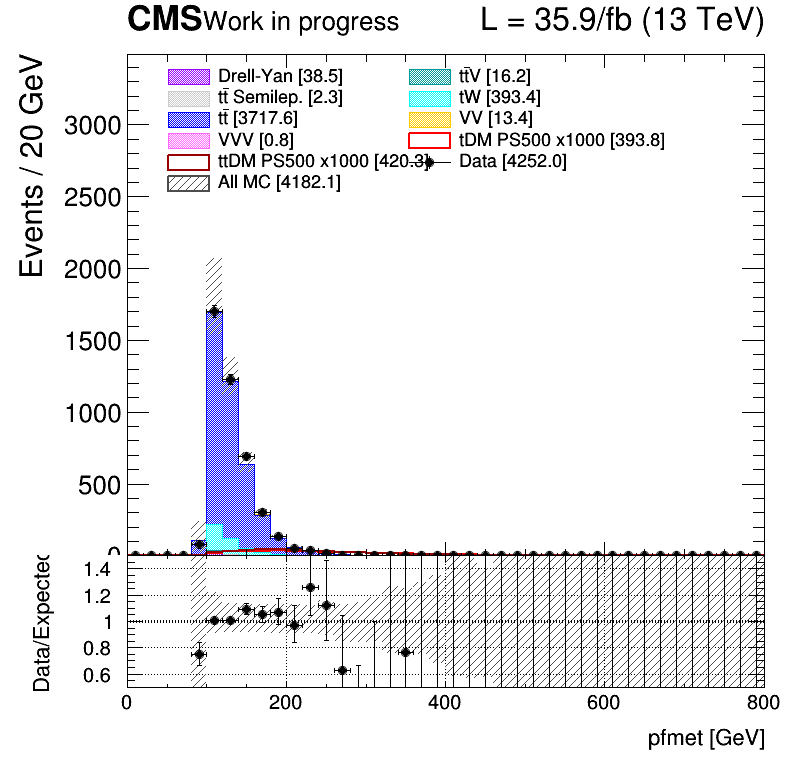 CMS Work in progress L = 35.9/fb (13 TeV)
Events / 20 GeV
Drell-Yan [38.5] tt̄V [16.2]
tt̄ Semilep. [2.3] tW [393.4]
tt̄ [3717.6] VV [13.4]
VVV [0.8] tDM PS500 x1000 [393.8]
ttDM PS500 x1000 [420.3] Data [4252.0]
All MC [4182.1]
3000
2500
2000
1500
1000
500
0
Data/Expected
1.4
1.2
1
0.8
0.6
0 200 400 600 800
pfmet [GeV]